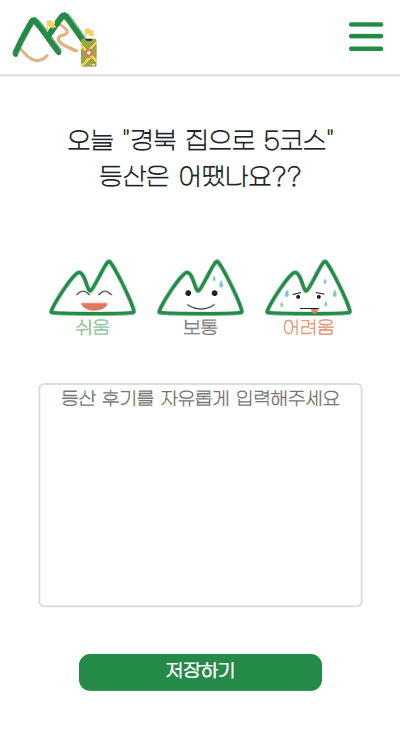 오늘 "경북 집으로 5코스"
등산은 어땠나요??
쉬움
보통
어려움
등산 후기를 자유롭게 입력해주세요
저장하기